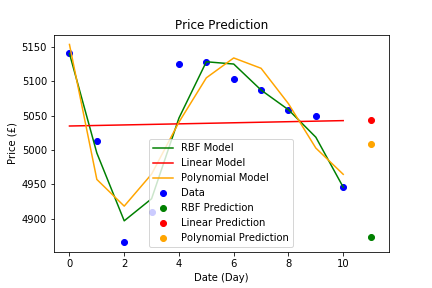 Price Prediction
5150
5100
5050
5000
4950
4900
Price (£)
RBF Model
Linear Model
Polynomial Model
Data
RBF Prediction
Linear Prediction
Polynomial Prediction
0 2 4 6 8 10
Date (Day)